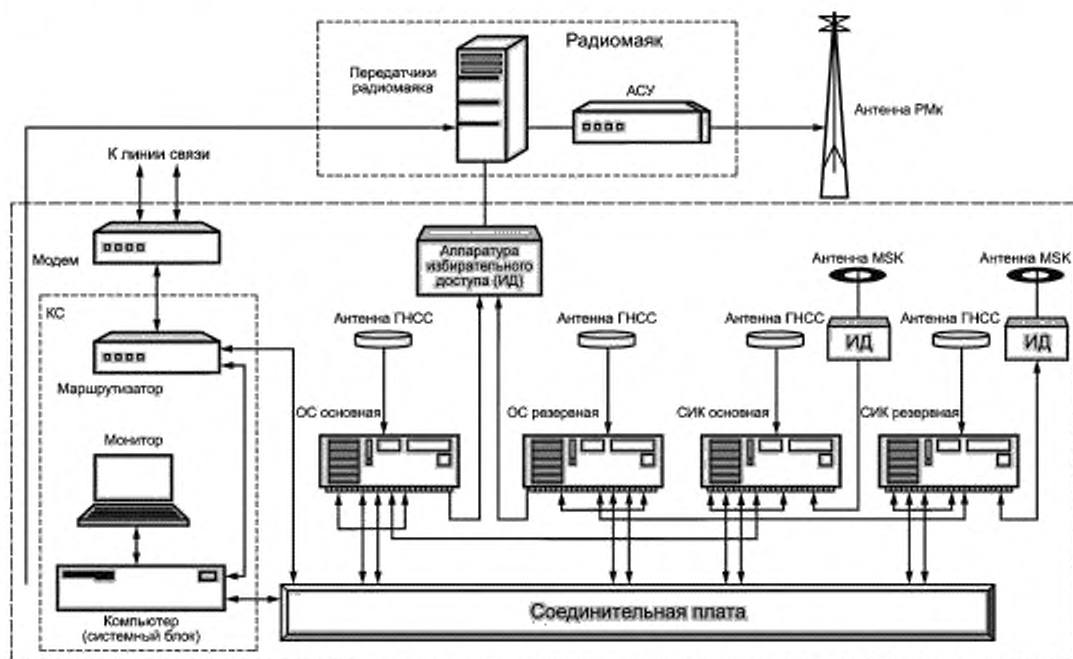 Радиомаяк
Передатчики
радиомаяка
АСУ
Антенна РМк
К линии связи
Модем
Аппаратура
избирательного
доступа (ИД)
Антенна MSK
Антенна MSK
КС
Антенна ГНСС
Антенна ГНСС
Антенна ГНСС
ИД
Антенна ГНСС
ИД
Маршрутизатор
ОС основная
ОС резервная
СИК основная
СИК резервная
Монитор
Компьютер
(системный блок)
Соединительная плата